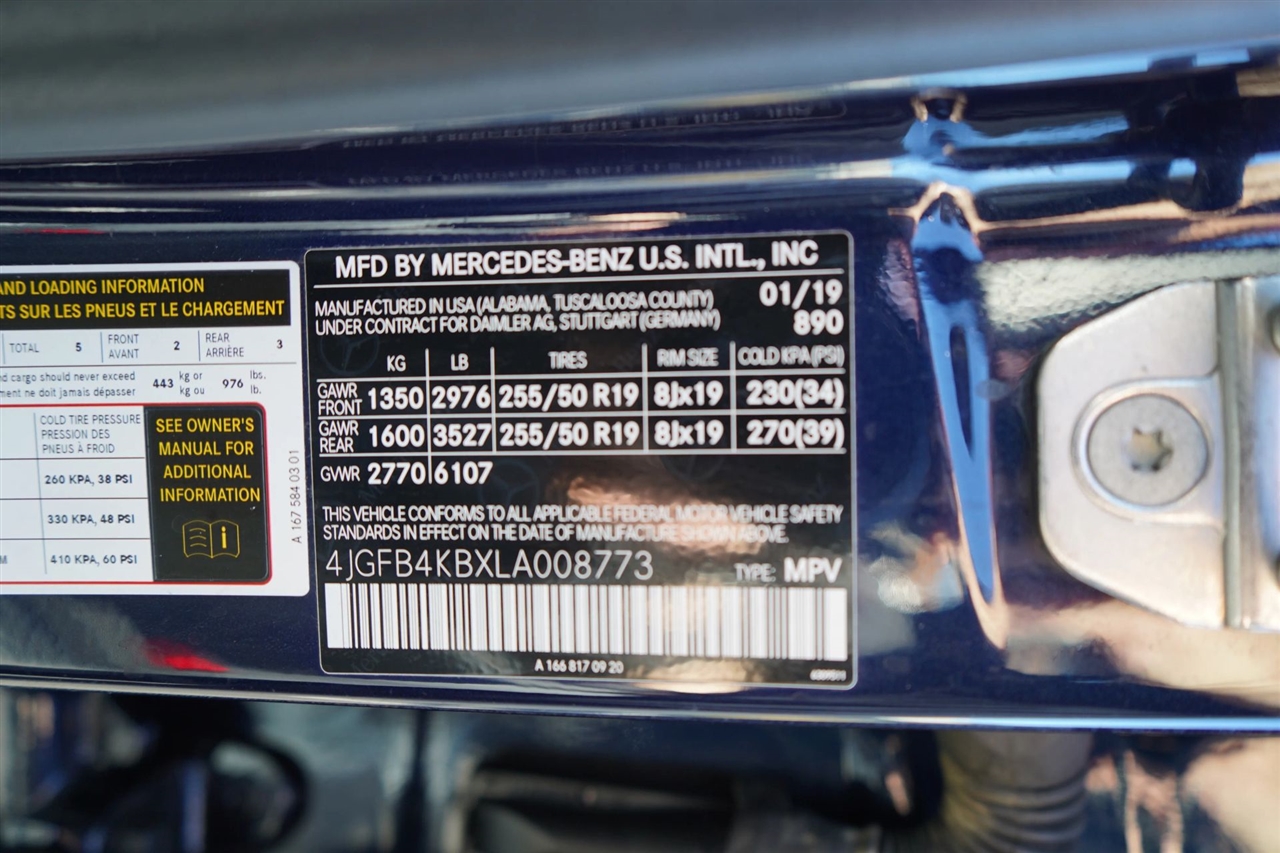 AND LOADING INFORMATION
TS SUR LES PNEUS ET LE CHARGEMENT
TOTAL 5 FRONT AVANT 2 REAR ARRIÈRE 3
nd cargo should never exceed
ment ne doit jamais dépasser
443 kg or kg ou 976 lbs. lb.
COLD TIRE PRESSURE
PRESSION DES
PNEUS À FROID
260 KPA, 38 PSI
330 KPA, 48 PSI
M 410 KPA, 60 PSI
SEE OWNER'S
MANUAL FOR
ADDITIONAL
INFORMATION
A 167 584 03 01
MFD BY MERCEDES-BENZ U.S. INTL., INC
MANUFACTURED IN USA (ALABAMA, TUSCALOOSA COUNTY) 01/19
UNDER CONTRACT FOR DAIMLER AG, STUTTGART (GERMANY) 890
KG LB TIRES RIM SIZE COLD KPA (PSI)
GAWR FRONT 1350 2976 255/50 R19 8Jx19 230(34)
GAWR REAR 1600 3527 255/50 R19 8Jx19 270(39)
GVWR 2770 6107
THIS VEHICLE CONFORMS TO ALL APPLICABLE FEDERAL MOTOR VEHICLE SAFETY
STANDARDS IN EFFECT ON THE DATE OF MANUFACTURE SHOWN ABOVE.
4JGFB4KBXLA008773 TYPE: MPV
A 166 817 09 20